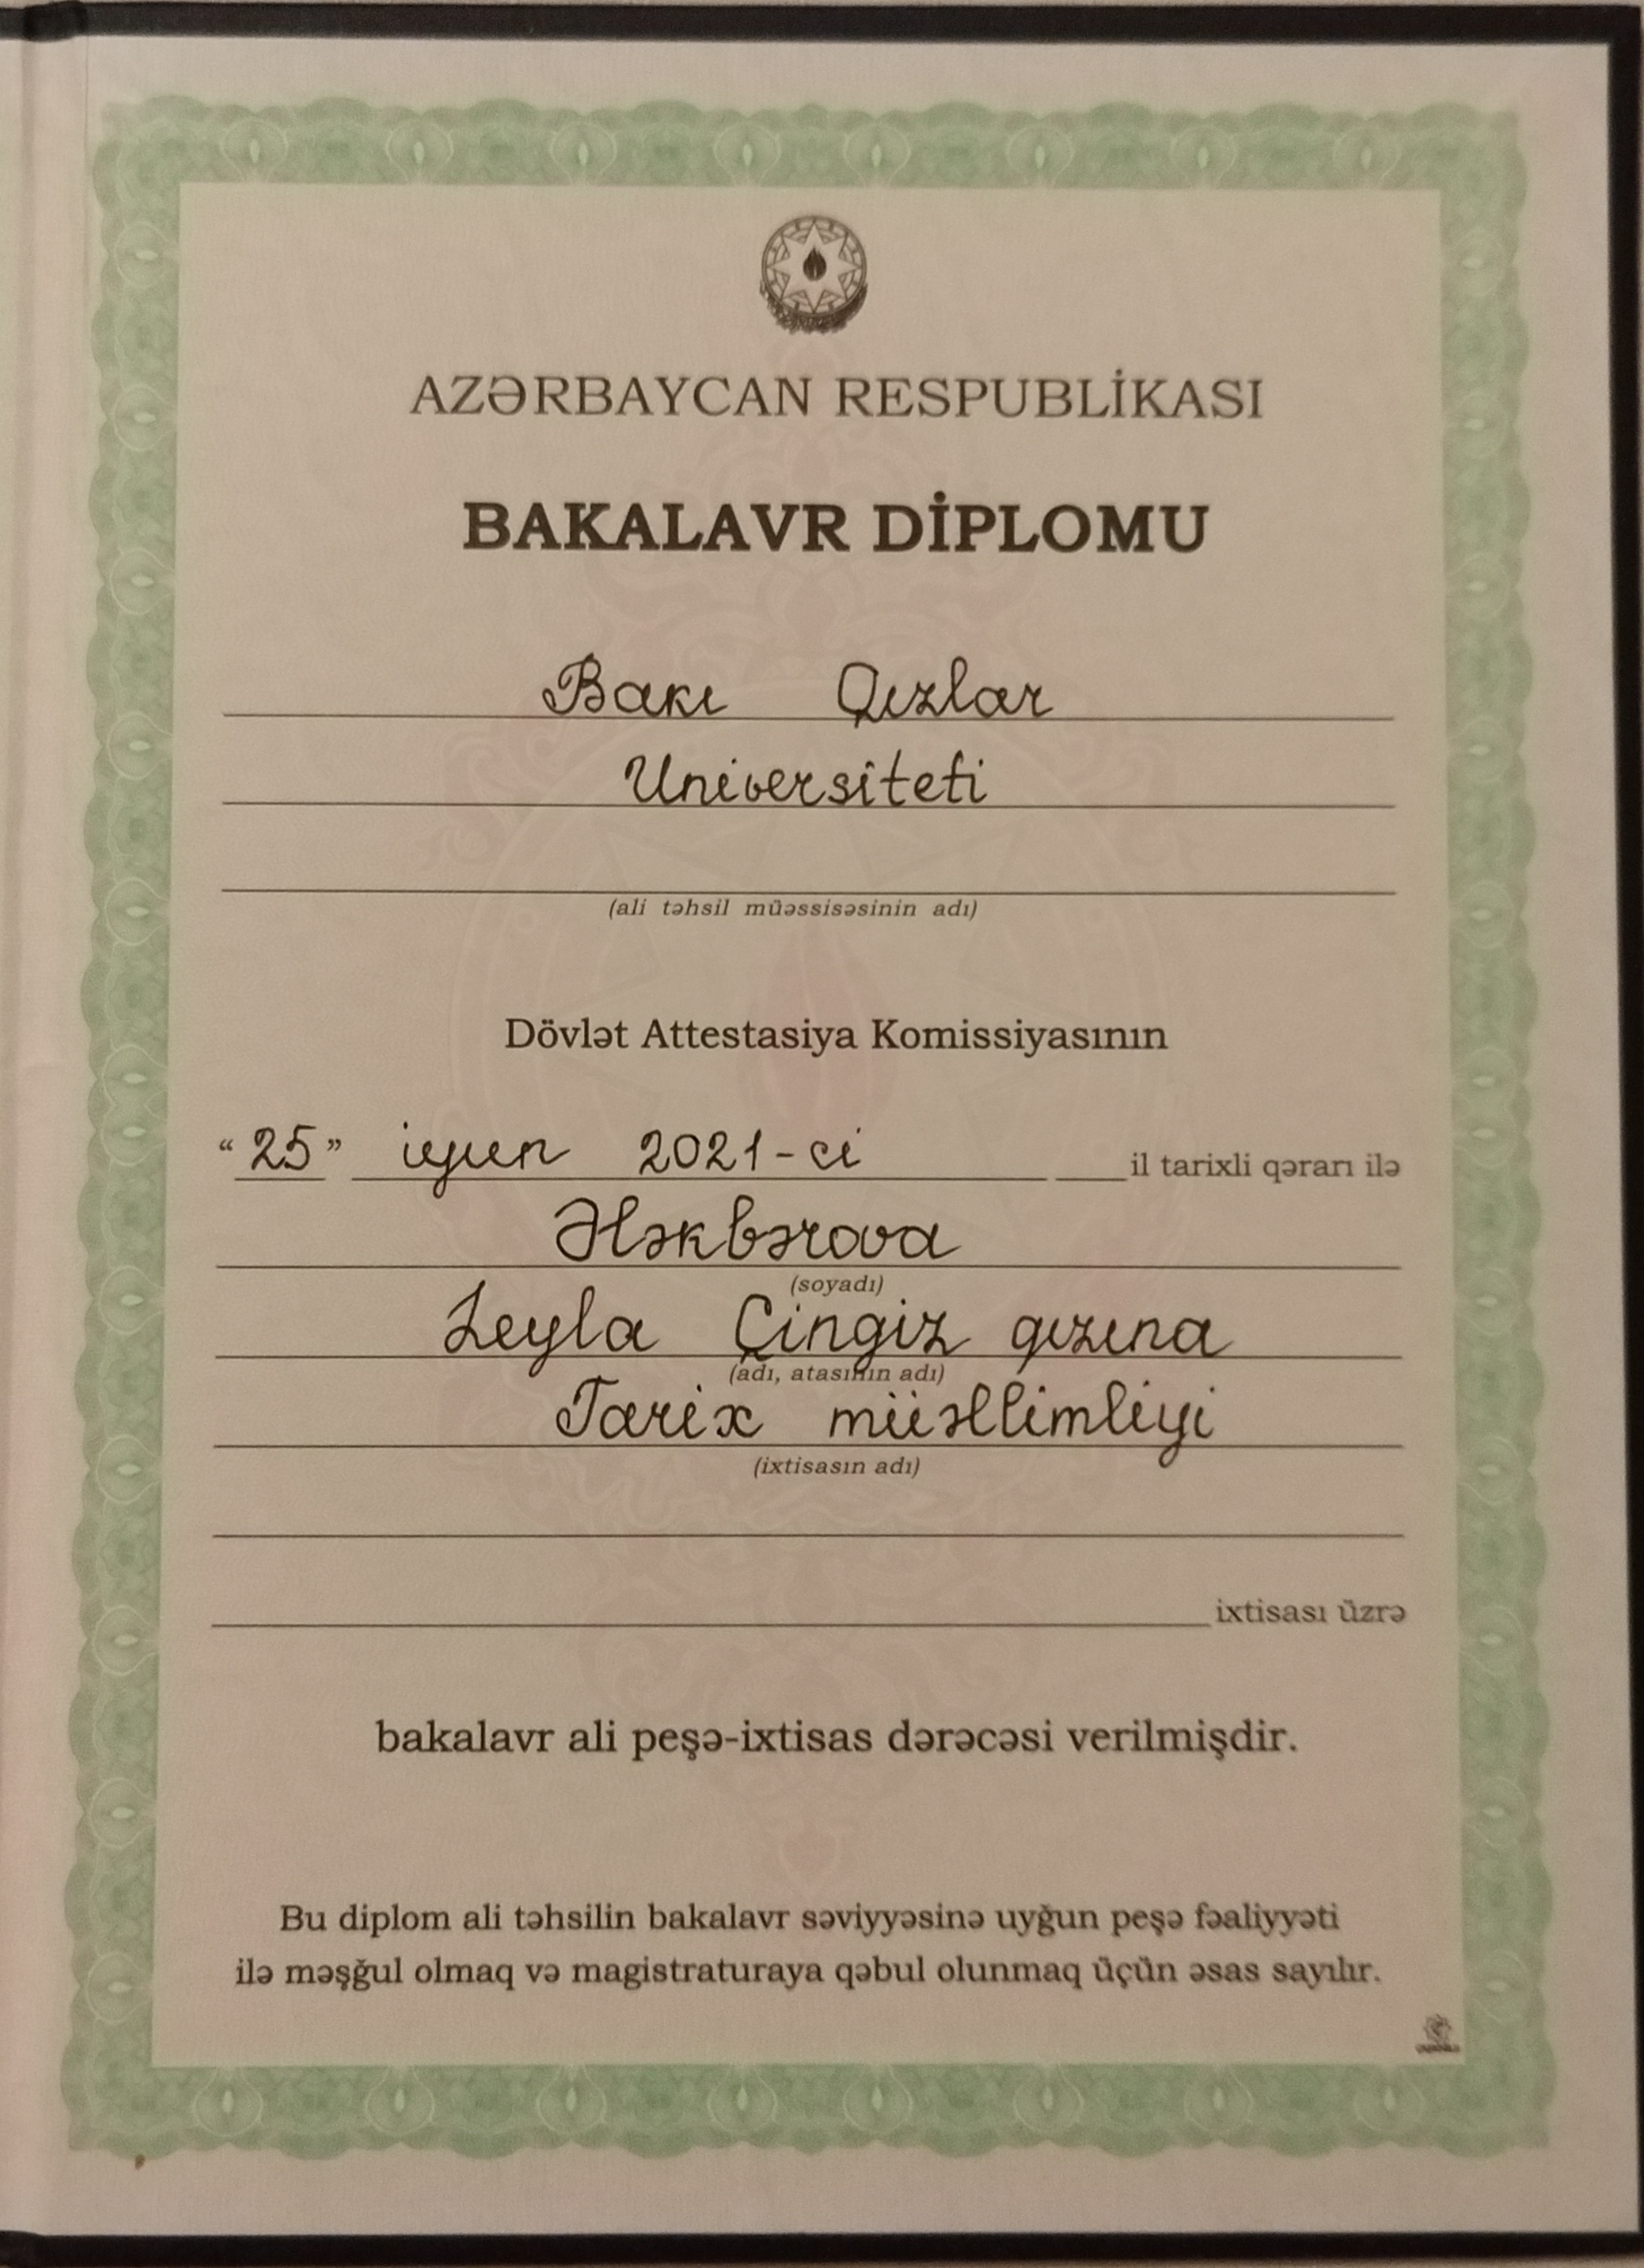 AZƏRBAYCAN RESPUBLİKASI
BAKALAVR DİPLOMU
Bakı Qızlar
Universiteti
(ali təhsil müəssisəsinin adı)
Dövlət Attestasiya Komissiyasının
“25” iyun 2021-ci il tarixli qərarı ilə
Ələkbərova
(soyadı)
Leyla Çingiz qızına
(adı, atasının adı)
Tarix müəllimliyi
(ixtisasın adı)
ixtisası üzrə
bakalavr ali peşə-ixtisas dərəcəsi verilmişdir.
Bu diplom ali təhsilin bakalavr səviyyəsinə uyğun peşə fəaliyyəti
ilə məşğul olmaq və magistraturaya qəbul olunmaq üçün əsas sayılır.